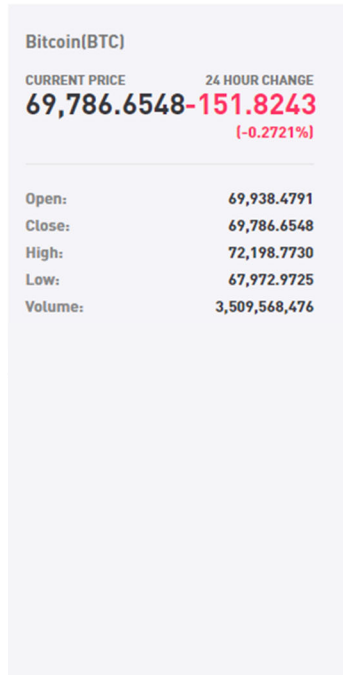 Bitcoin(BTC)
CURRENT PRICE 24 HOUR CHANGE
69,786.6548-151.8243
(-0.2721%)
Open: 69,938.4791
Close: 69,786.6548
High: 72,198.7730
Low: 67,972.9725
Volume: 3,509,568,476